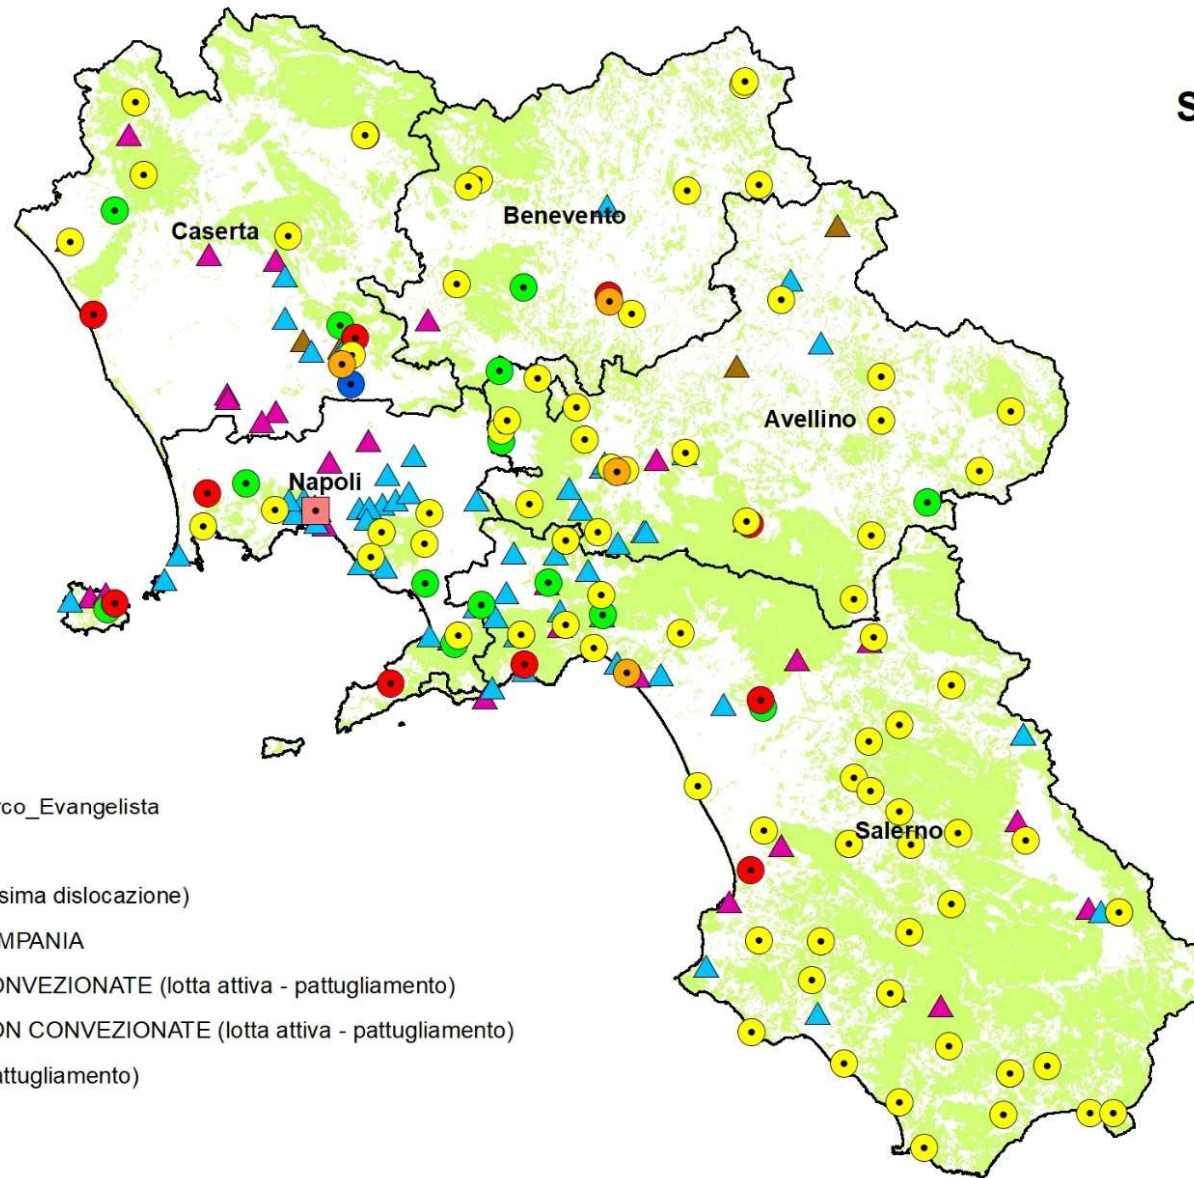 S
Caserta
Benevento
Avellino
Napoli
rco_Evangelista
Salerno
sima dislocazione)
MPANIA
ONVEZIONATE (lotta attiva - pattugliamento)
ON CONVEZIONATE (lotta attiva - pattugliamento)
attugliamento)